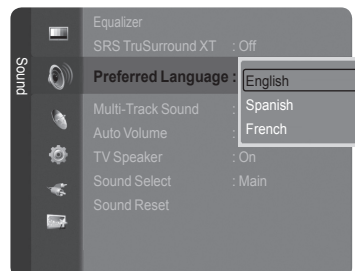 Sound
Equalizer
SRS TruSurround XT : Off
Preferred Language : English
Spanish
Multi-Track Sound :
French
Auto Volume :
TV Speaker : On
Sound Select : Main
Sound Reset